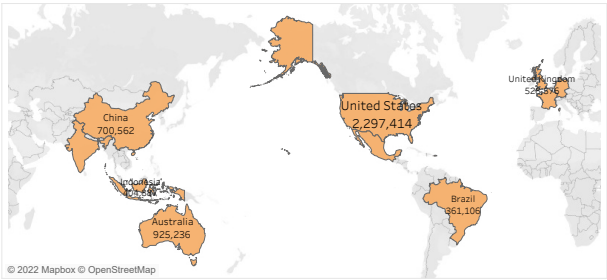 United Kingdom
United States
2,297,414
China
700,562
Indonesia
Brazil
361,106
Australia
925,236
© 2022 Mapbox © OpenStreetMap